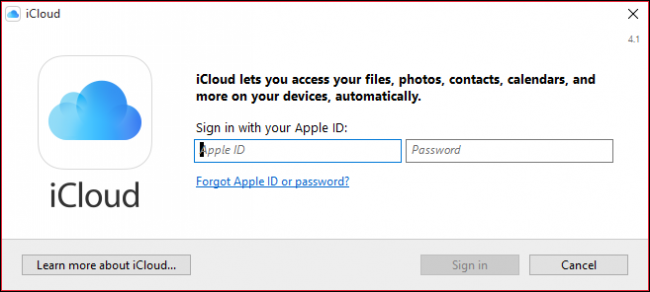 iCloud
4.1
iCloud lets you access your files, photos, contacts, calendars, and
more on your devices, automatically.
Sign in with your Apple ID:
Apple ID Password
Forgot Apple ID or password?
iCloud
Learn more about iCloud... Sign in Cancel